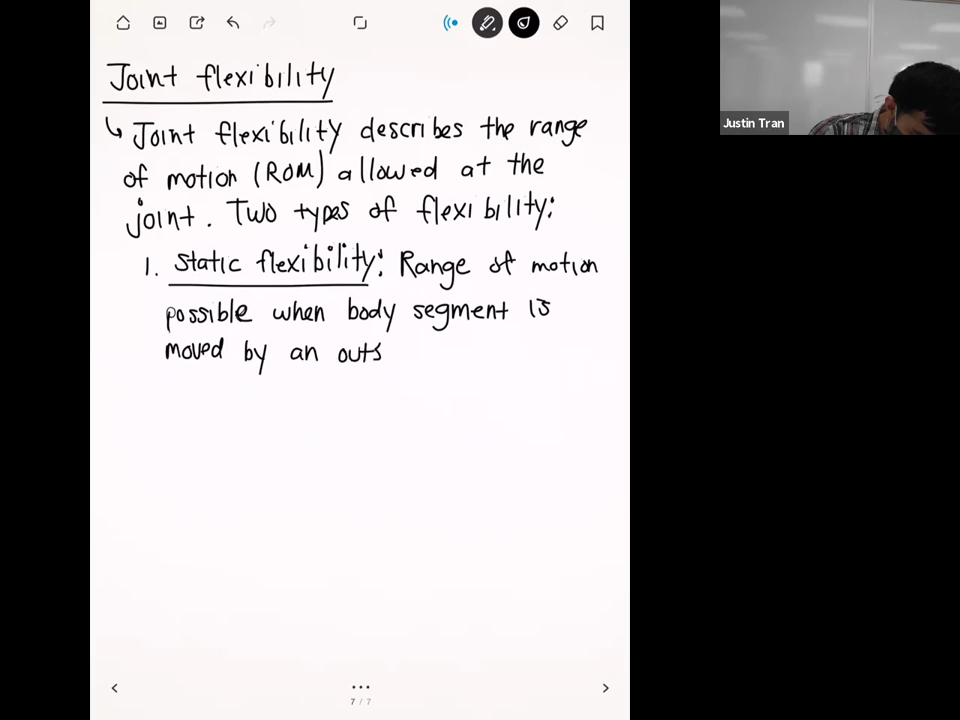 Joint flexibility
↳ Joint flexibility describes the range
of motion (ROM) allowed at the
joint. Two types of flexibility:
1. Static flexibility: Range of motion
possible when body segment is
moved by an outs
7 / 7
Justin Tran